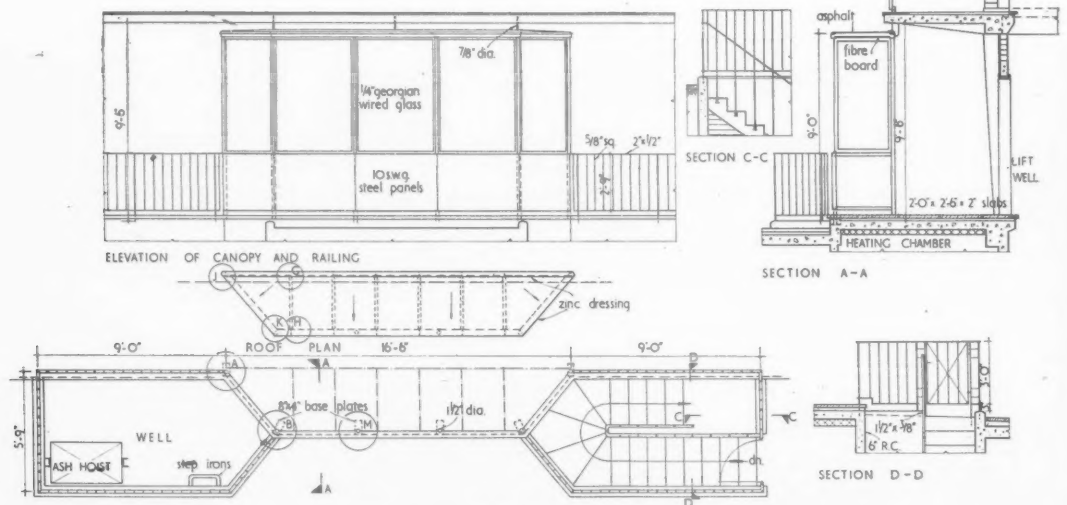 asphalt
7/8" dia.
fibre
board
1/4" georgian
wired glass
9'-6"
5/8" sq.
2"x1/2"
SECTION C-C
9'-0"
9'-8"
LIFT
WELL
10 s.w.g.
steel panels
2'-9"
2'-0"x 2'-6"x 2" slabs
HEATING CHAMBER
ELEVATION OF CANOPY AND RAILING
SECTION A-A
J
G
zinc dressing
K
H
9'-0"
ROOF PLAN
16'-6"
9'-0"
A
A
D
8"x4" base plates
1 1/2" dia.
C
C
B
M
5'-9"
WELL
ASH HOIST
step irons
dn.
A
D
3'-0"
1 1/2"x 3/8"
6" R.C.
SECTION D-D